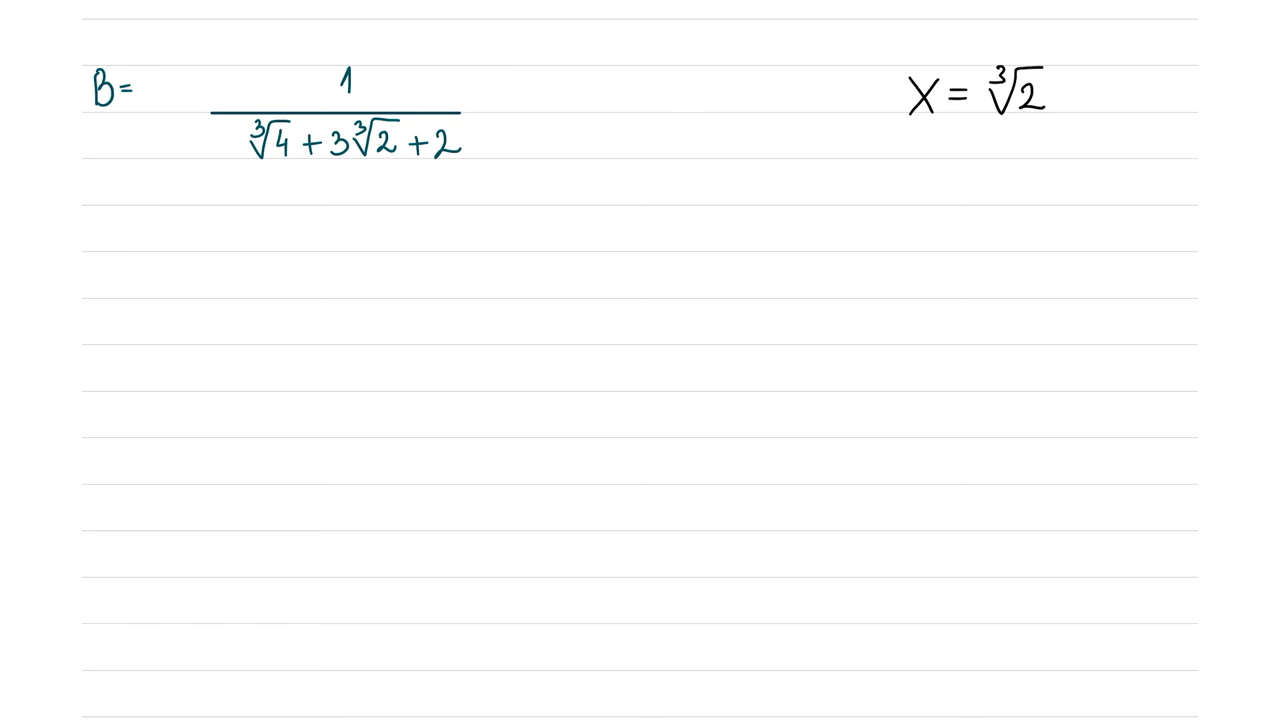 B = 1 / (∛4 + 3∛2 + 2)
X = ∛2